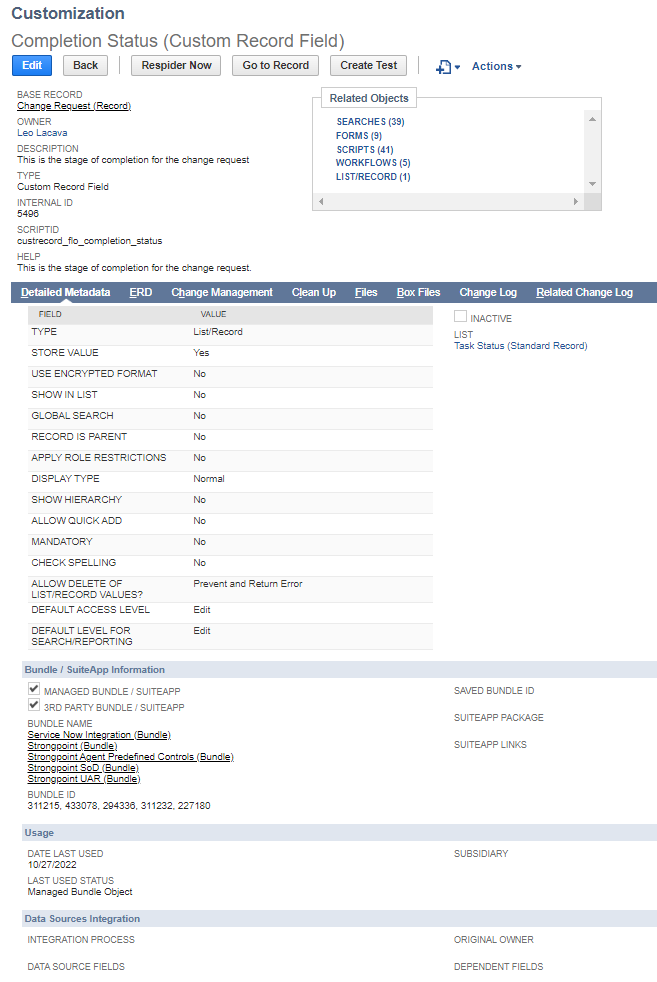 Customization
Completion Status (Custom Record Field)
Edit Back Respider Now Go to Record Create Test Actions
BASE RECORD
Change Request (Record)
OWNER
Leo Lacava
DESCRIPTION
This is the stage of completion for the change request
TYPE
Custom Record Field
INTERNAL ID
5496
SCRIPTID
custrecord_flo_completion_status
HELP
This is the stage of completion for the change request.
Related Objects
SEARCHES (39)
FORMS (9)
SCRIPTS (41)
WORKFLOWS (5)
LIST/RECORD (1)
Detailed Metadata ERD Change Management Clean Up Files Box Files Change Log Related Change Log
FIELD VALUE
TYPE List/Record
STORE VALUE Yes
USE ENCRYPTED FORMAT No
SHOW IN LIST No
GLOBAL SEARCH No
RECORD IS PARENT No
APPLY ROLE RESTRICTIONS No
DISPLAY TYPE Normal
SHOW HIERARCHY No
ALLOW QUICK ADD No
MANDATORY No
CHECK SPELLING No
ALLOW DELETE OF Prevent and Return Error
LIST/RECORD VALUES?
DEFAULT ACCESS LEVEL Edit
DEFAULT LEVEL FOR Edit
SEARCH/REPORTING
INACTIVE
LIST
Task Status (Standard Record)
Bundle / SuiteApp Information
MANAGED BUNDLE / SUITEAPP
3RD PARTY BUNDLE / SUITEAPP
BUNDLE NAME
Service Now Integration (Bundle)
Strongpoint (Bundle)
Strongpoint Agent Predefined Controls (Bundle)
Strongpoint SoD (Bundle)
Strongpoint UAR (Bundle)
BUNDLE ID
311215, 433078, 294336, 311232, 227180
SAVED BUNDLE ID
SUITEAPP PACKAGE
SUITEAPP LINKS
Usage
DATE LAST USED
10/27/2022
LAST USED STATUS
Managed Bundle Object
SUBSIDIARY
Data Sources Integration
INTEGRATION PROCESS
DATA SOURCE FIELDS
ORIGINAL OWNER
DEPENDENT FIELDS